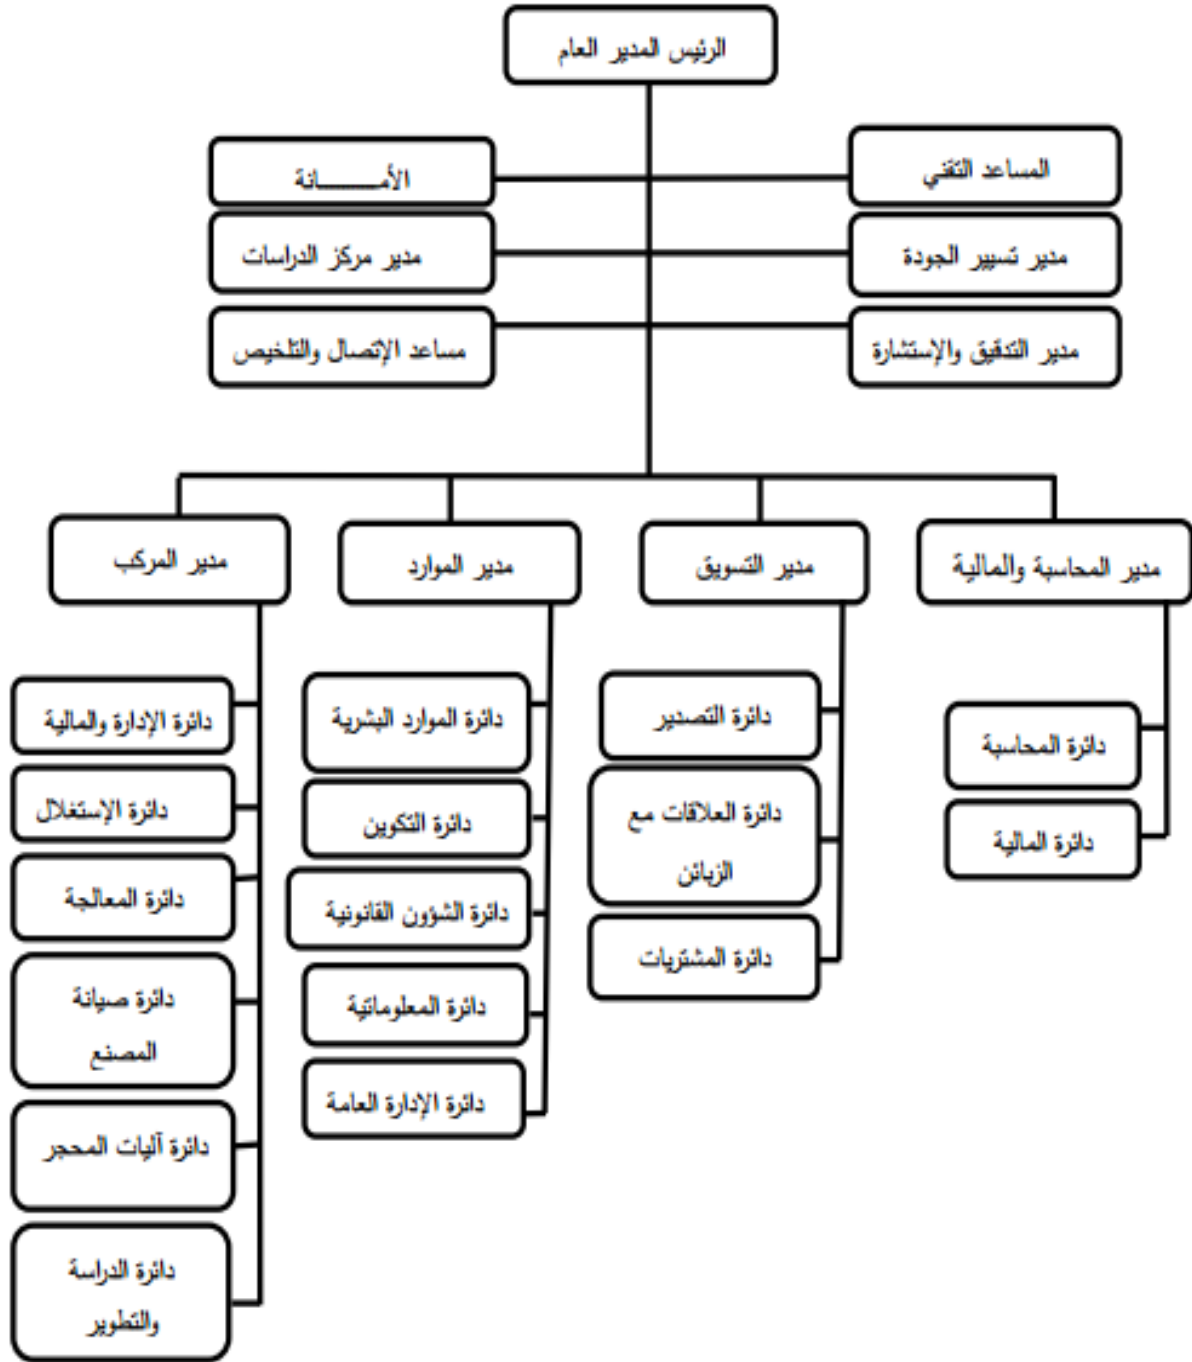 الرئيس المدير العام
المساعد التقني
الأمـــــــانة
مدير تسيير الجودة
مدير مركز الدراسات
مدير التدقيق والإستشارة
مساعد الإتصال والتلخيص
مدير المحاسبة والمالية
مدير التسويق
مدير الموارد
مدير المركب
دائرة المحاسبة
دائرة المالية
دائرة التصدير
دائرة العلاقات مع
الزبائن
دائرة المشتريات
دائرة الموارد البشرية
دائرة التكوين
دائرة الشؤون القانونية
دائرة المعلوماتية
دائرة الإدارة العامة
دائرة الإدارة والمالية
دائرة الإستغلال
دائرة المعالجة
دائرة صيانة
المصنع
دائرة آليات المحجر
دائرة الدراسة
والتطوير